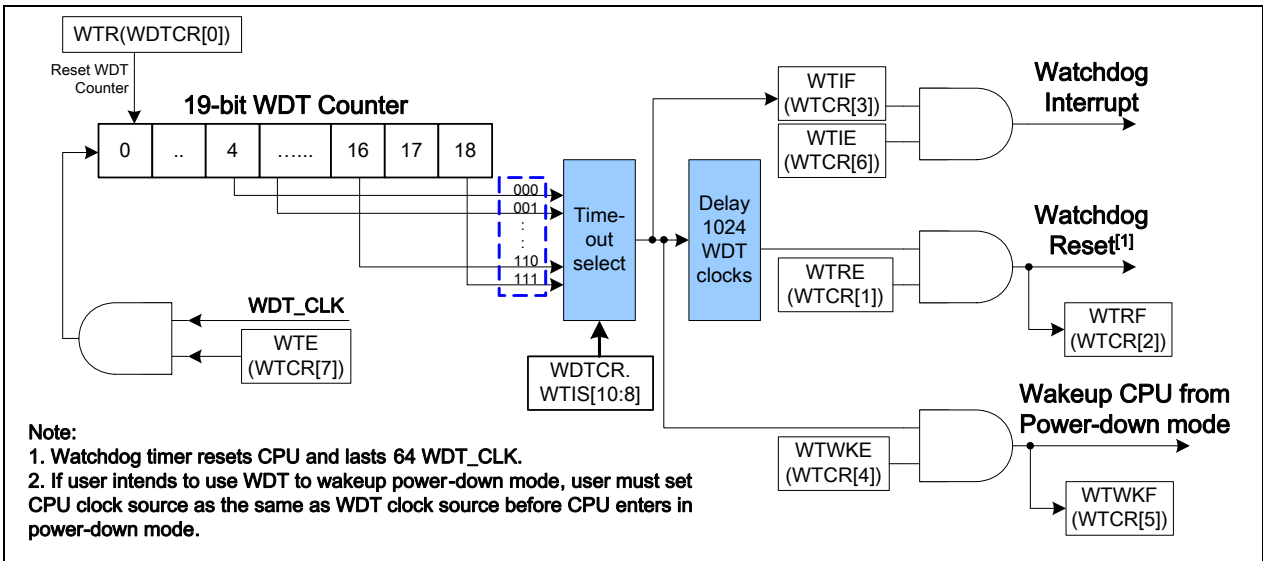 WTR(WDTCR[0])
Reset WDT
Counter
19-bit WDT Counter
0 .. 4 …... 16 17 18
000
001
:
:
110
111
Time-
out
select
WDTCR.
WTIS[10:8]
Delay
1024
WDT
clocks
WTIF
(WTCR[3])
WTIE
(WTCR[6])
Watchdog
Interrupt
WTRE
(WTCR[1])
Watchdog
Reset[1]
WTRF
(WTCR[2])
WTWKE
(WTCR[4])
Wakeup CPU from
Power-down mode
WTWKF
(WTCR[5])
WDT_CLK
WTE
(WTCR[7])
Note:
1. Watchdog timer resets CPU and lasts 64 WDT_CLK.
2. If user intends to use WDT to wakeup power-down mode, user must set
CPU clock source as the same as WDT clock source before CPU enters in
power-down mode.